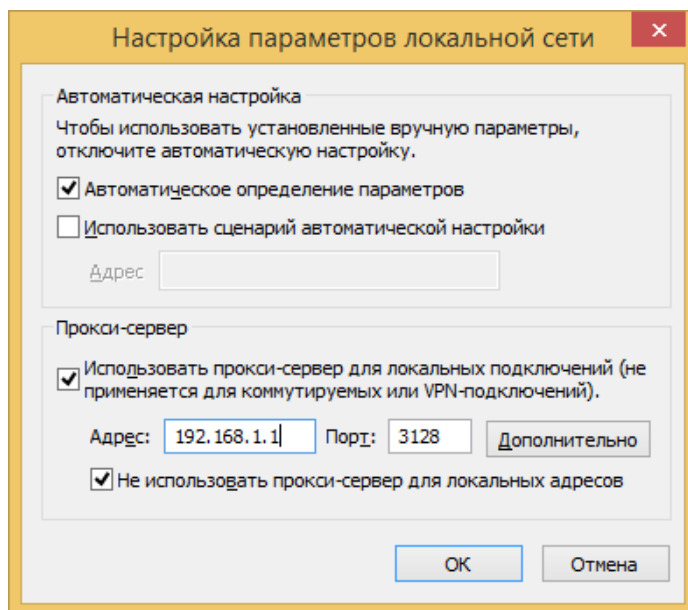 Настройка параметров локальной сети
Автоматическая настройка
Чтобы использовать установленные вручную параметры,
отключите автоматическую настройку.
Автоматическое определение параметров
Использовать сценарий автоматической настройки
Адрес
Прокси-сервер
Использовать прокси-сервер для локальных подключений (не
применяется для коммутируемых или VPN-подключений).
Адрес: 192.168.1.1 Порт: 3128 Дополнительно
Не использовать прокси-сервер для локальных адресов
ОК Отмена